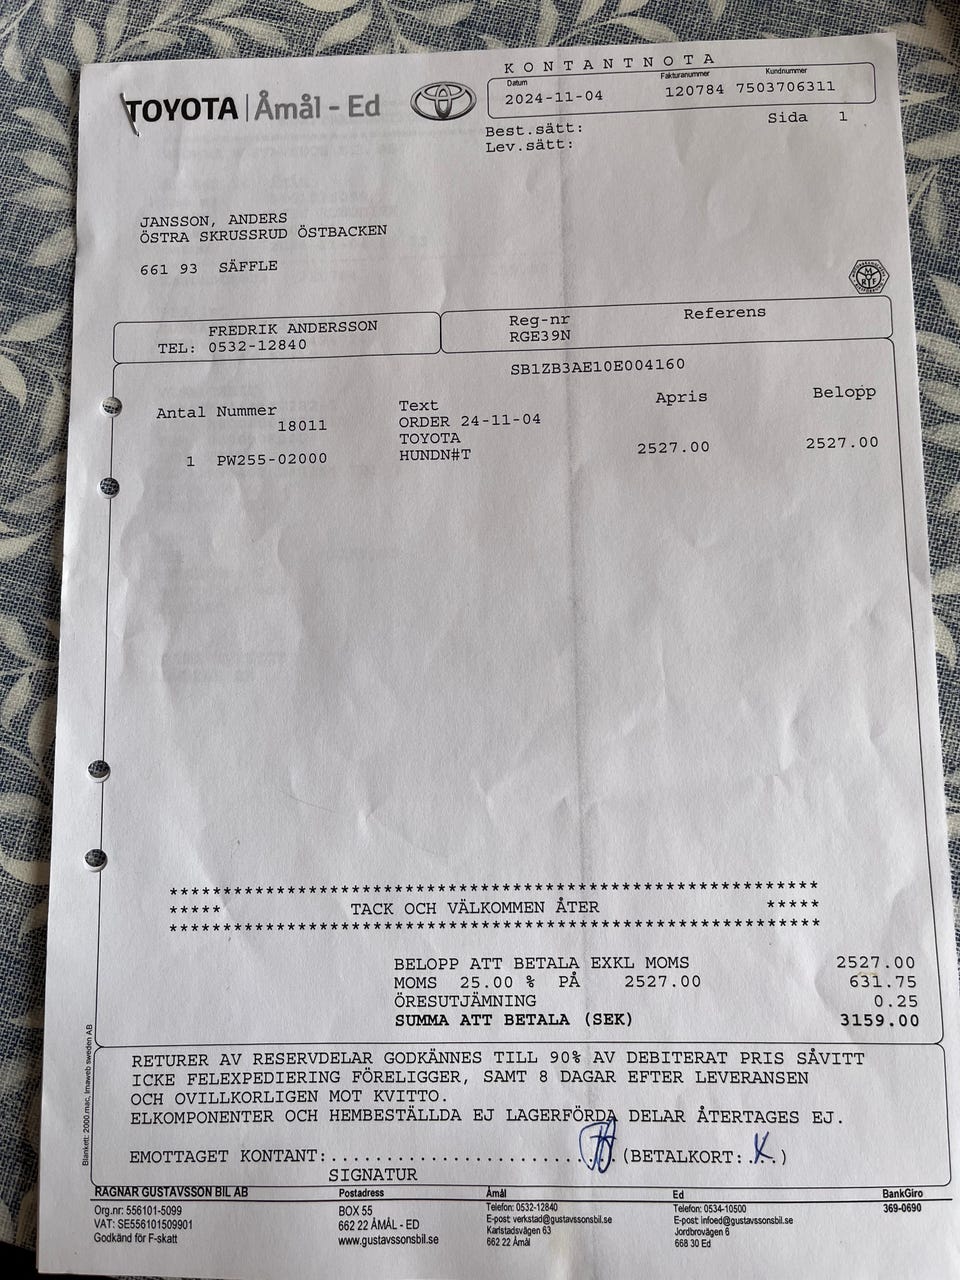 KONTANTNOTA
TOYOTA | Åmål - Ed
Datum Fakturanummer Kundnummer
2024-11-04 120784 7503706311
Best.sätt: Sida 1
Lev.sätt:
JANSSON, ANDERS
ÖSTRA SKRUSSRUD ÖSTBACKEN
661 93 SÄFFLE
MRF
FREDRIK ANDERSSON
TEL: 0532-12840
Reg-nr Referens
RGE39N
SB1ZB3AE10E004160
Antal Nummer Text Apris Belopp
18011 ORDER 24-11-04
TOYOTA
1 PW255-02000 HUNDN#T 2527.00 2527.00
************************************************************
***** TACK OCH VÄLKOMMEN ÅTER *****
************************************************************
BELOPP ATT BETALA EXKL MOMS 2527.00
MOMS 25.00 % PÅ 2527.00 631.75
ÖRESUTJÄMNING 0.25
SUMMA ATT BETALA (SEK) 3159.00
RETURER AV RESERVDELAR GODKÄNNES TILL 90% AV DEBITERAT PRIS SÅVITT
ICKE FELEXPEDIERING FÖRELIGGER, SAMT 8 DAGAR EFTER LEVERANSEN
OCH OVILLKORLIGEN MOT KVITTO.
ELKOMPONENTER OCH HEMBESTÄLLDA EJ LAGERFÖRDA DELAR ÅTERTAGES EJ.
EMOTTAGET KONTANT:............................(BETALKORT:.X.)
SIGNATUR
Blankett: 2000.mac, Imaweb sweden AB
RAGNAR GUSTAVSSON BIL AB Postadress Åmål Ed BankGiro
Org.nr: 556101-5099 BOX 55 Telefon: 0532-12840 Telefon: 0534-10500 369-0690
VAT: SE556101509901 662 22 ÅMÅL - ED E-post: verkstad@gustavssonsbil.se E-post: infoed@gustavssonsbil.se
Godkänd för F-skatt www.gustavssonsbil.se Karlstadsvägen 63 Jordbrovägen 6
662 22 Åmål 668 30 Ed